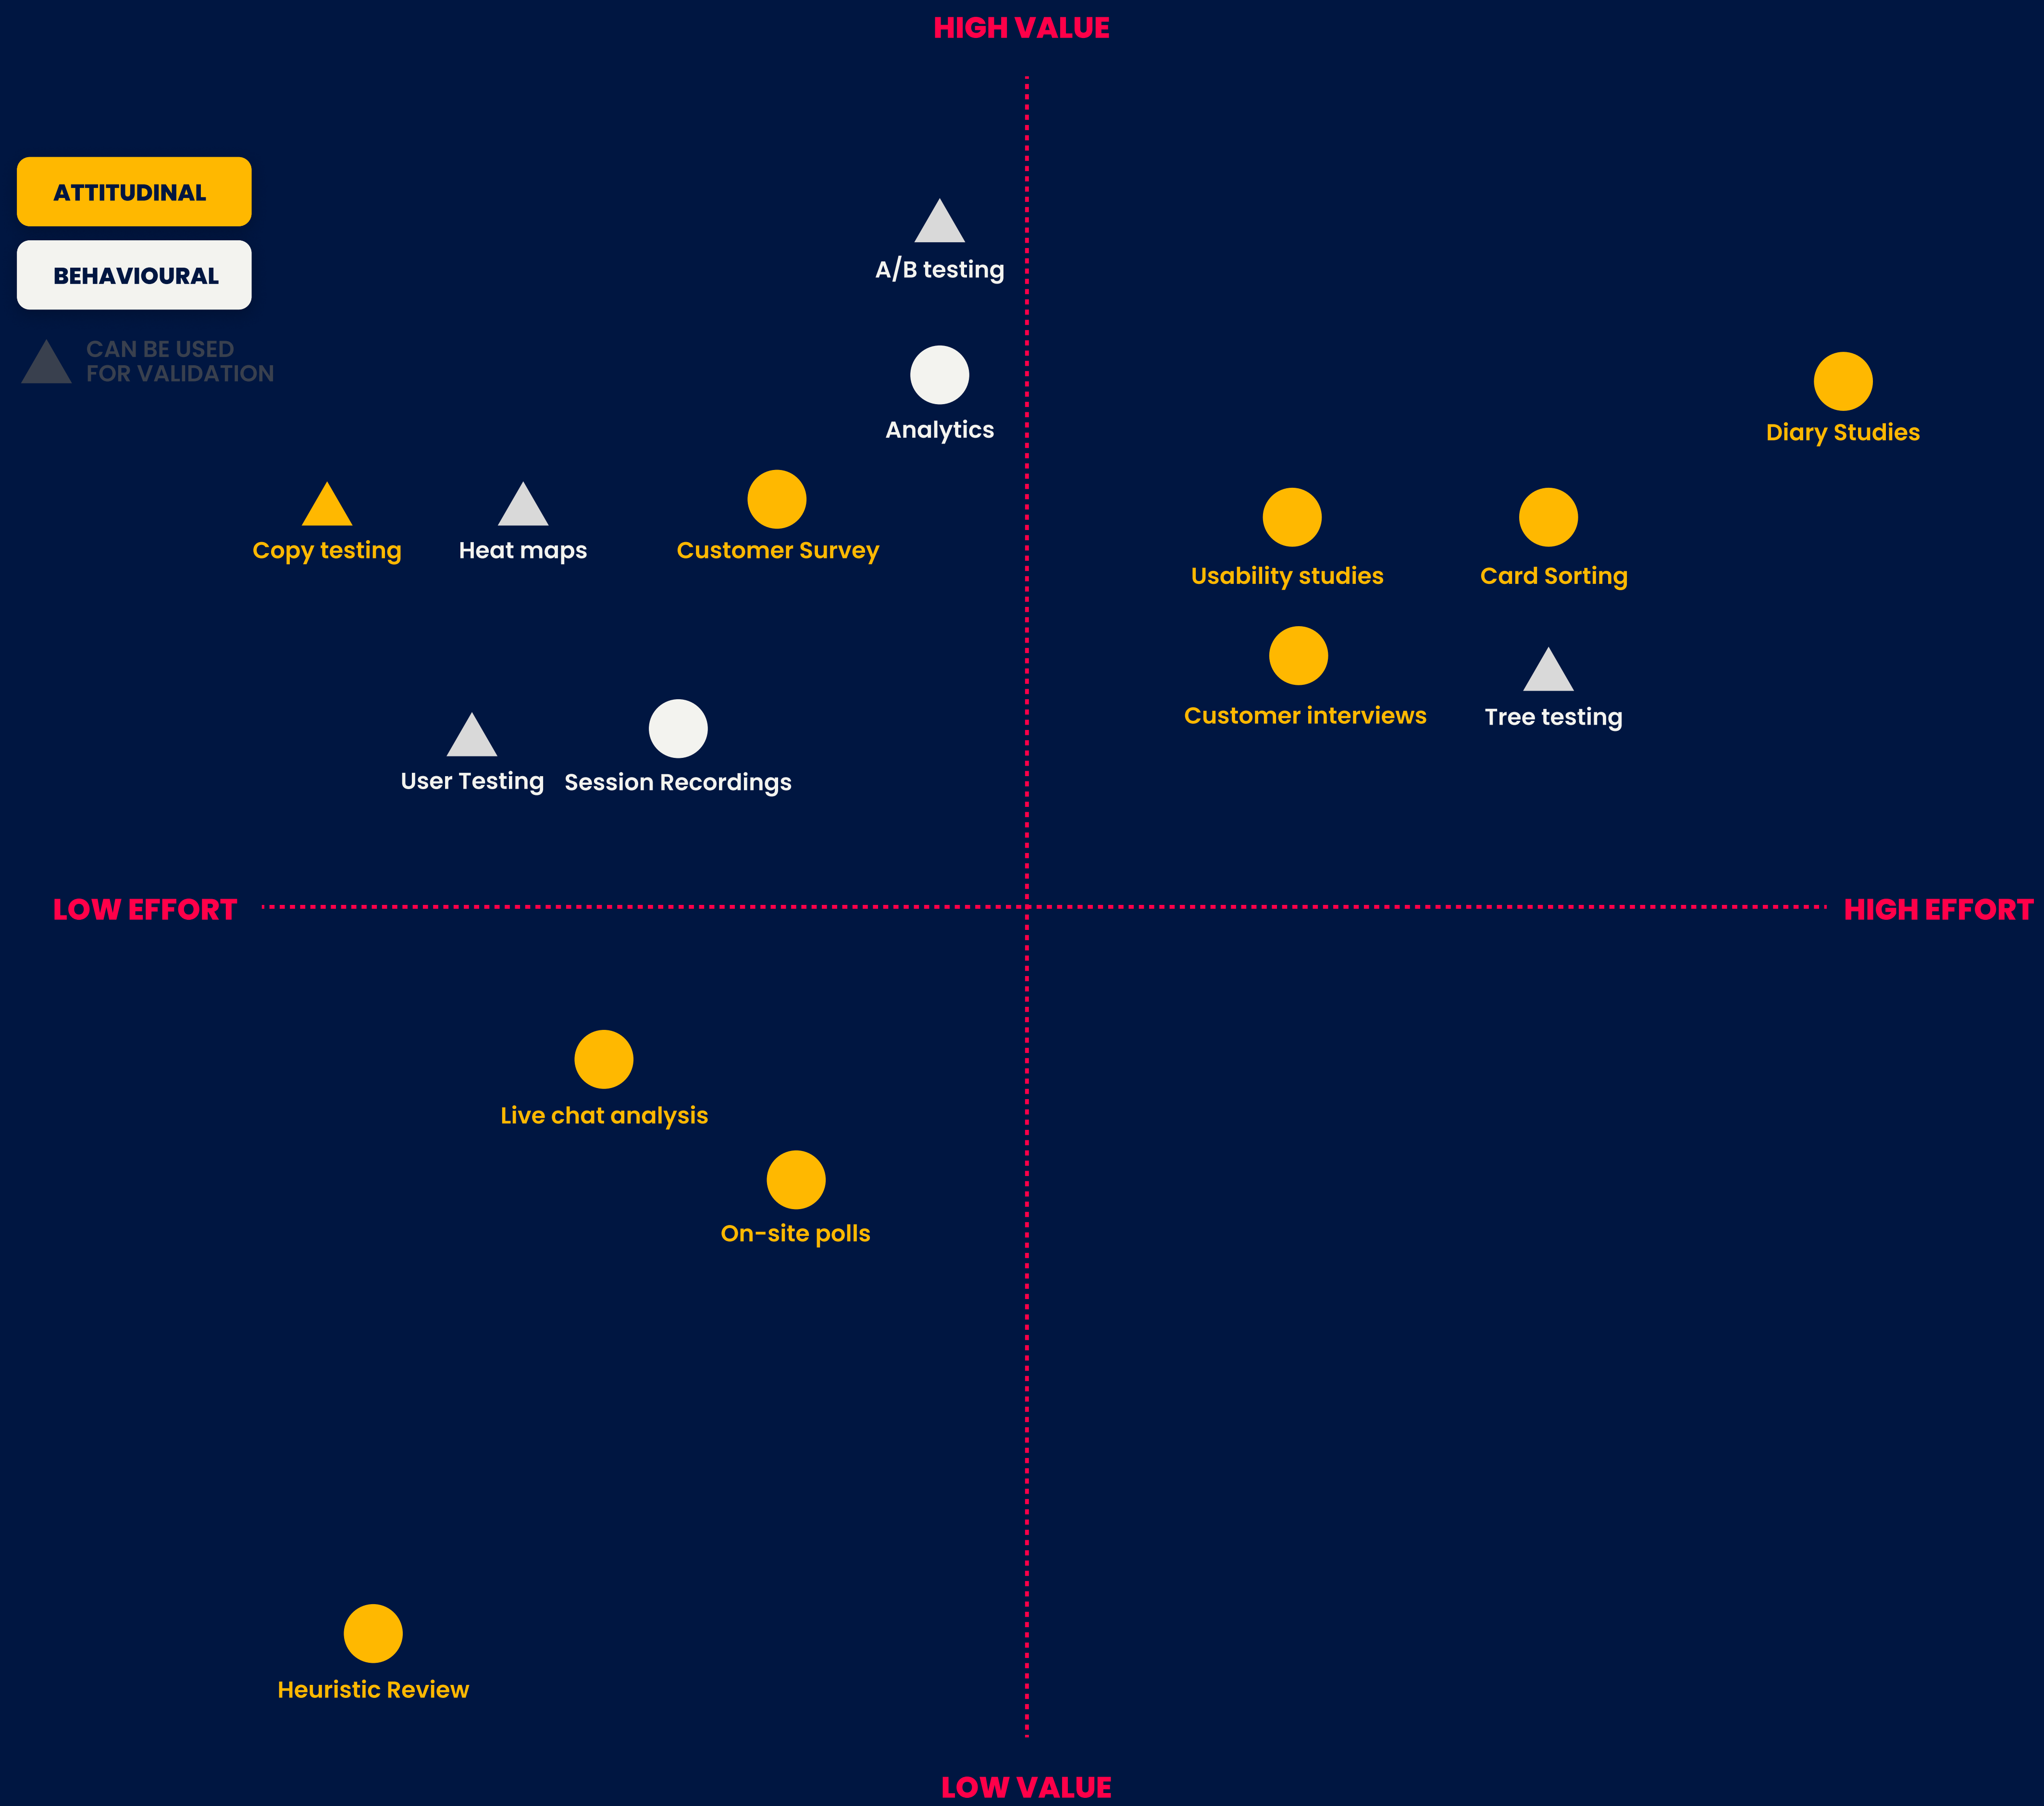 HIGH VALUE
ATTITUDINAL
BEHAVIOURAL
CAN BE USED
FOR VALIDATION
A/B testing
Analytics
Diary Studies
Copy testing
Heat maps
Customer Survey
Usability studies
Card Sorting
Customer interviews
Tree testing
User Testing
Session Recordings
LOW EFFORT
HIGH EFFORT
Live chat analysis
On-site polls
Heuristic Review
LOW VALUE